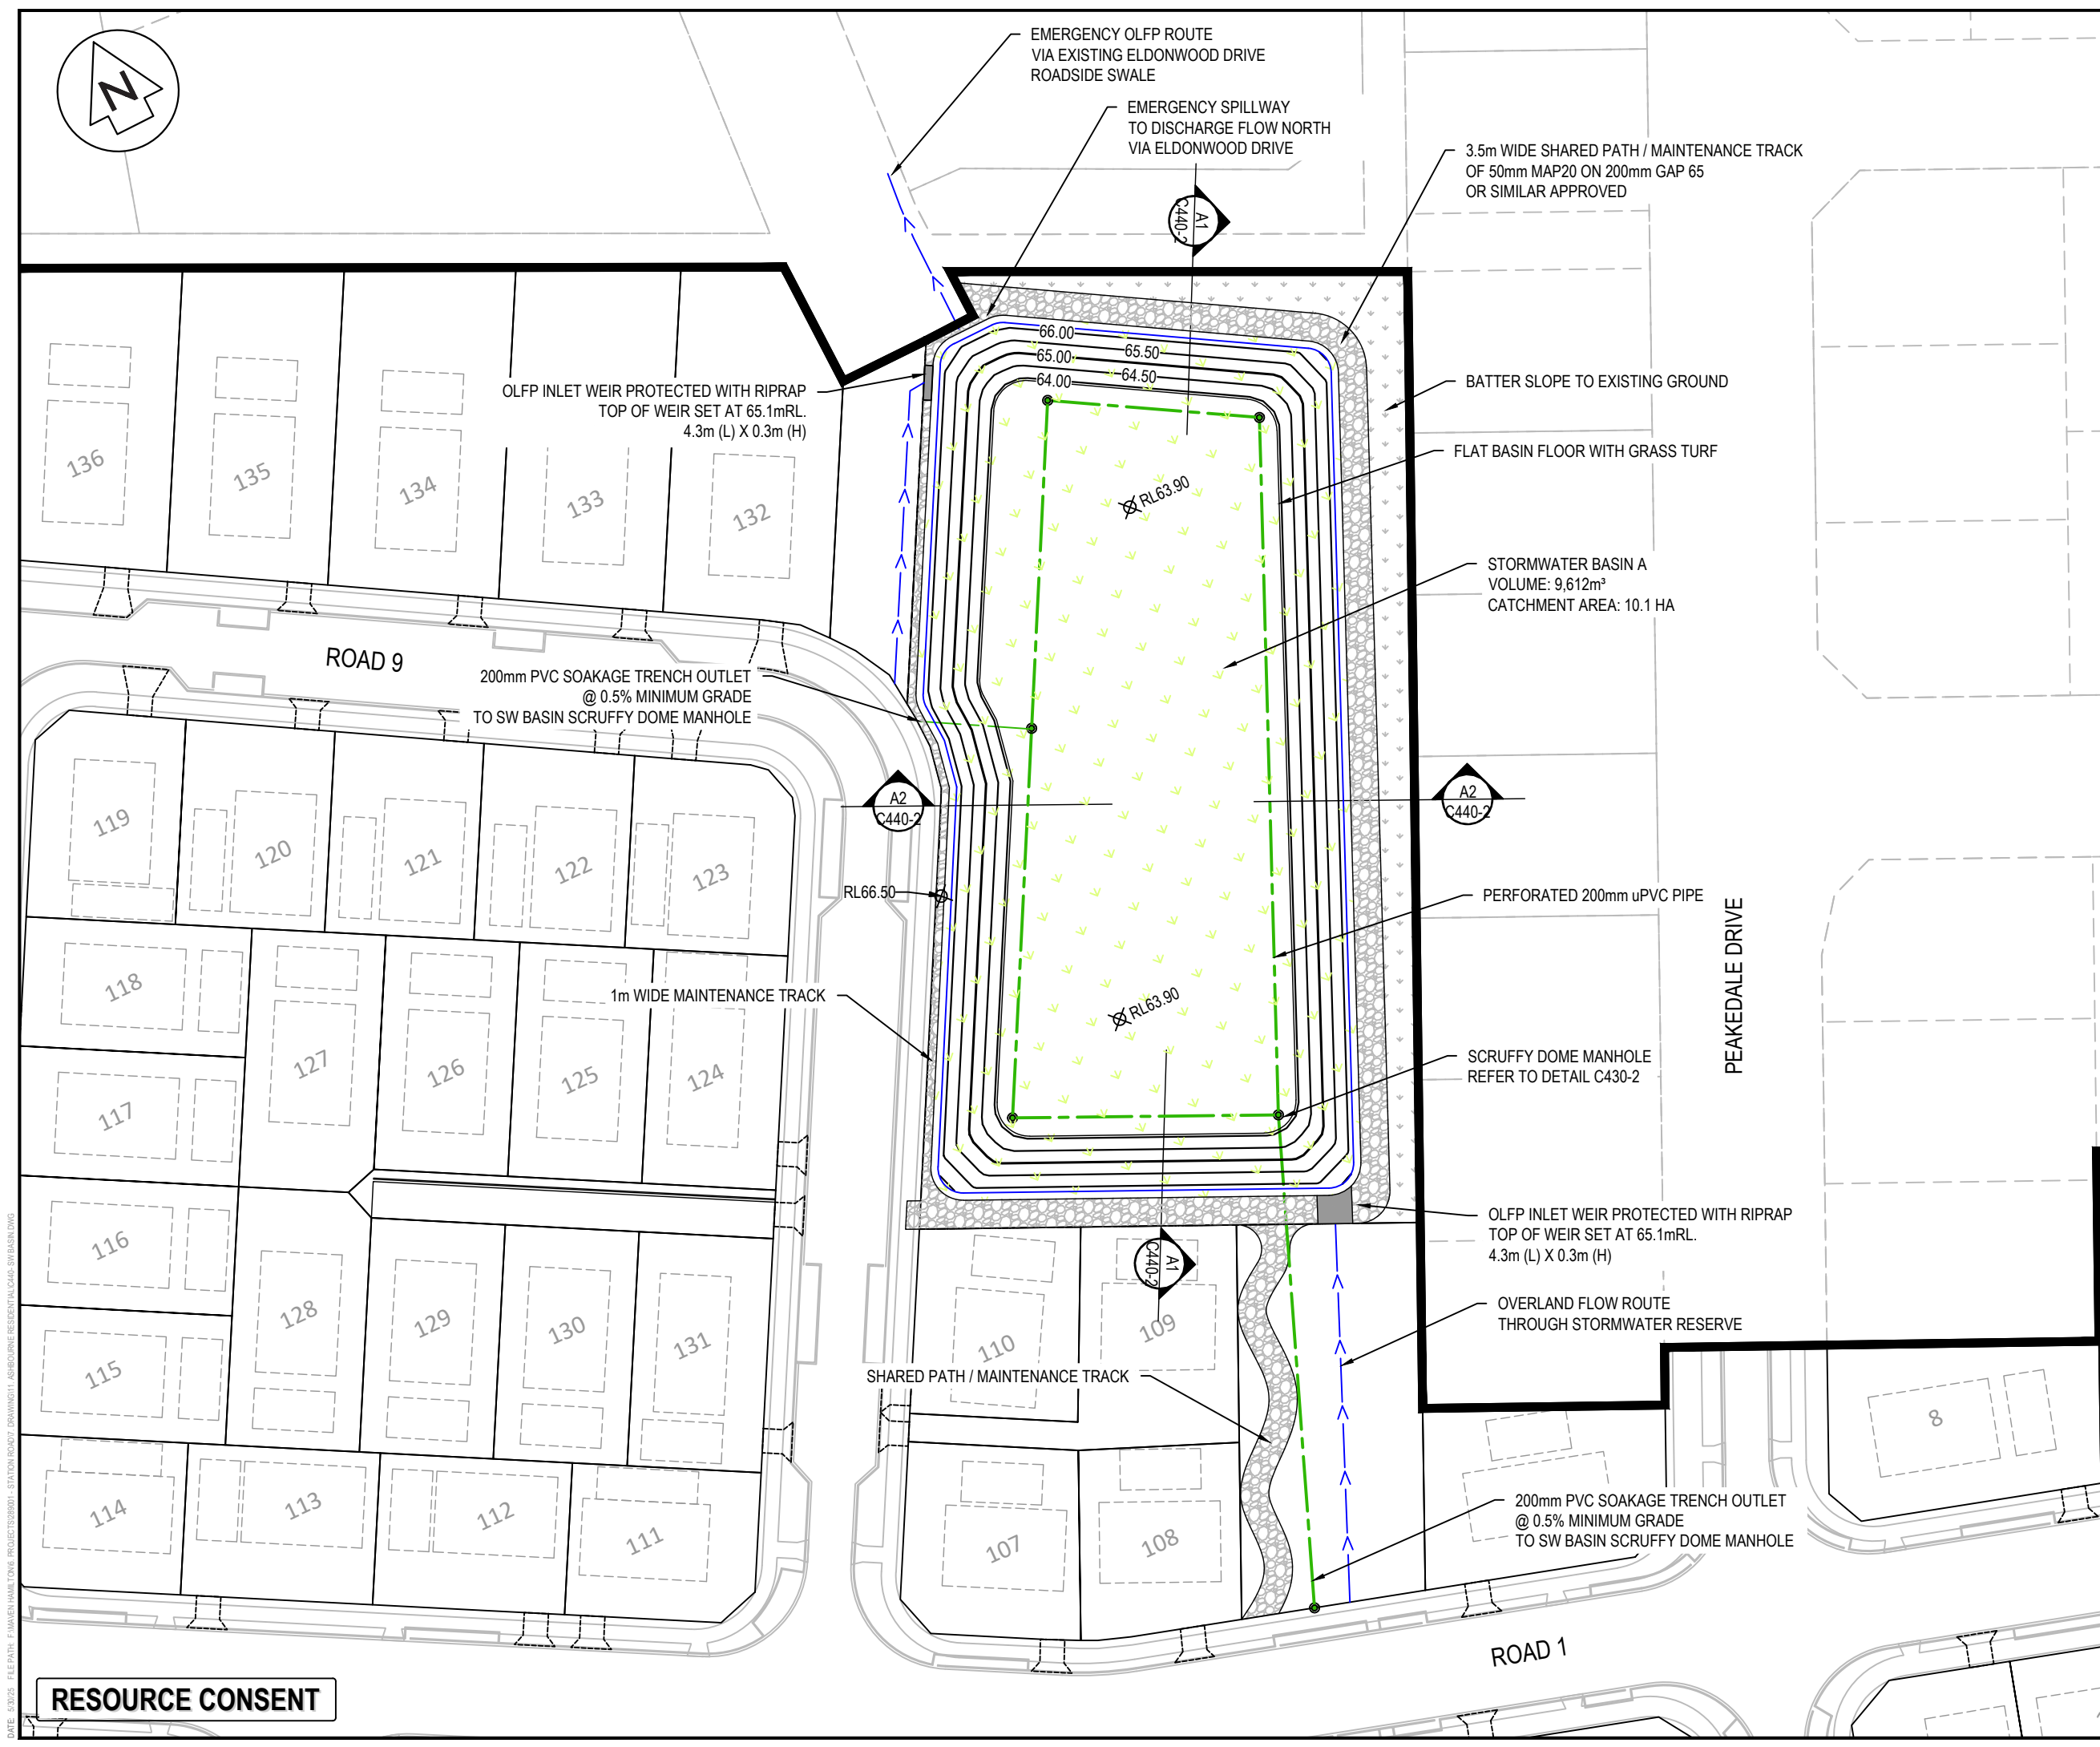 N
EMERGENCY OLFP ROUTE
VIA EXISTING ELDONWOOD DRIVE
ROADSIDE SWALE
EMERGENCY SPILLWAY
TO DISCHARGE FLOW NORTH
VIA ELDONWOOD DRIVE
3.5m WIDE SHARED PATH / MAINTENANCE TRACK
OF 50mm MAP20 ON 200mm GAP 65
OR SIMILAR APPROVED
A1
C440-2
66.00
65.50
65.00
64.50
64.00
OLFP INLET WEIR PROTECTED WITH RIPRAP
TOP OF WEIR SET AT 65.1mRL.
4.3m (L) X 0.3m (H)
BATTER SLOPE TO EXISTING GROUND
FLAT BASIN FLOOR WITH GRASS TURF
136
135
134
133
132
RL63.90
STORMWATER BASIN A
VOLUME: 9,612m³
CATCHMENT AREA: 10.1 HA
ROAD 9
200mm PVC SOAKAGE TRENCH OUTLET
@ 0.5% MINIMUM GRADE
TO SW BASIN SCRUFFY DOME MANHOLE
A2
C440-2
A2
C440-2
119
120
121
122
123
RL66.50
PERFORATED 200mm uPVC PIPE
PEAKEDALE DRIVE
118
127
126
125
124
1m WIDE MAINTENANCE TRACK
RL63.90
SCRUFFY DOME MANHOLE
REFER TO DETAIL C430-2
117
116
OLFP INLET WEIR PROTECTED WITH RIPRAP
TOP OF WEIR SET AT 65.1mRL.
4.3m (L) X 0.3m (H)
A1
C440-2
128
129
130
131
110
109
OVERLAND FLOW ROUTE
THROUGH STORMWATER RESERVE
115
SHARED PATH / MAINTENANCE TRACK
8
114
113
112
111
107
108
200mm PVC SOAKAGE TRENCH OUTLET
@ 0.5% MINIMUM GRADE
TO SW BASIN SCRUFFY DOME MANHOLE
ROAD 1
RESOURCE CONSENT